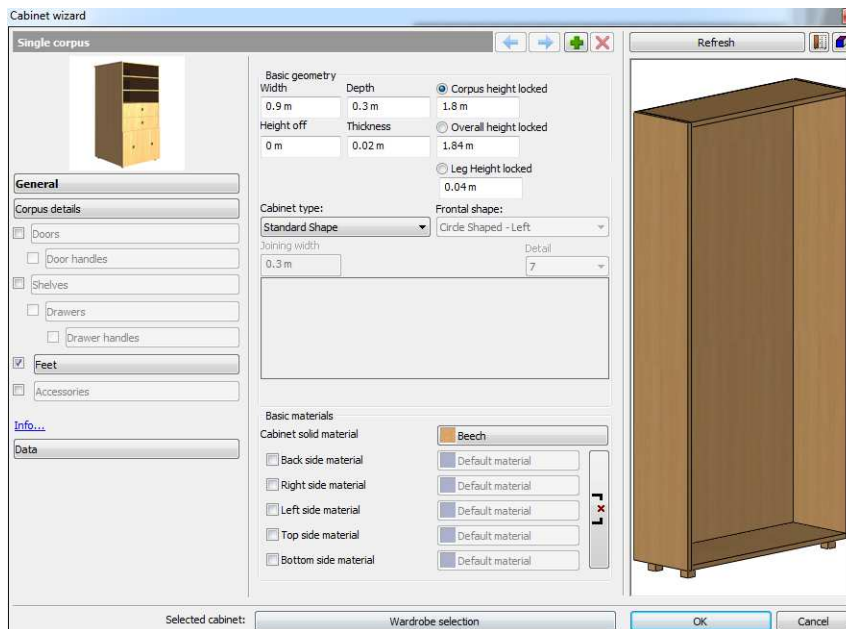 Cabinet wizard
Single corpus
Refresh
Basic geometry
Width Depth Corpus height locked
0.9 m 0.3 m 1.8 m
Height off Thickness Overall height locked
0 m 0.02 m 1.84 m
Leg Height locked
0.04 m
General
Corpus details
Doors
Door handles
Shelves
Drawers
Drawer handles
Feet
Accessories
Info...
Data
Cabinet type: Frontal shape:
Standard Shape Circle Shaped - Left
Joining width Detail
0.3 m 7
Basic materials
Cabinet solid material Beech
Back side material Default material
Right side material Default material
Left side material Default material
Top side material Default material
Bottom side material Default material
Selected cabinet: Wardrobe selection OK Cancel